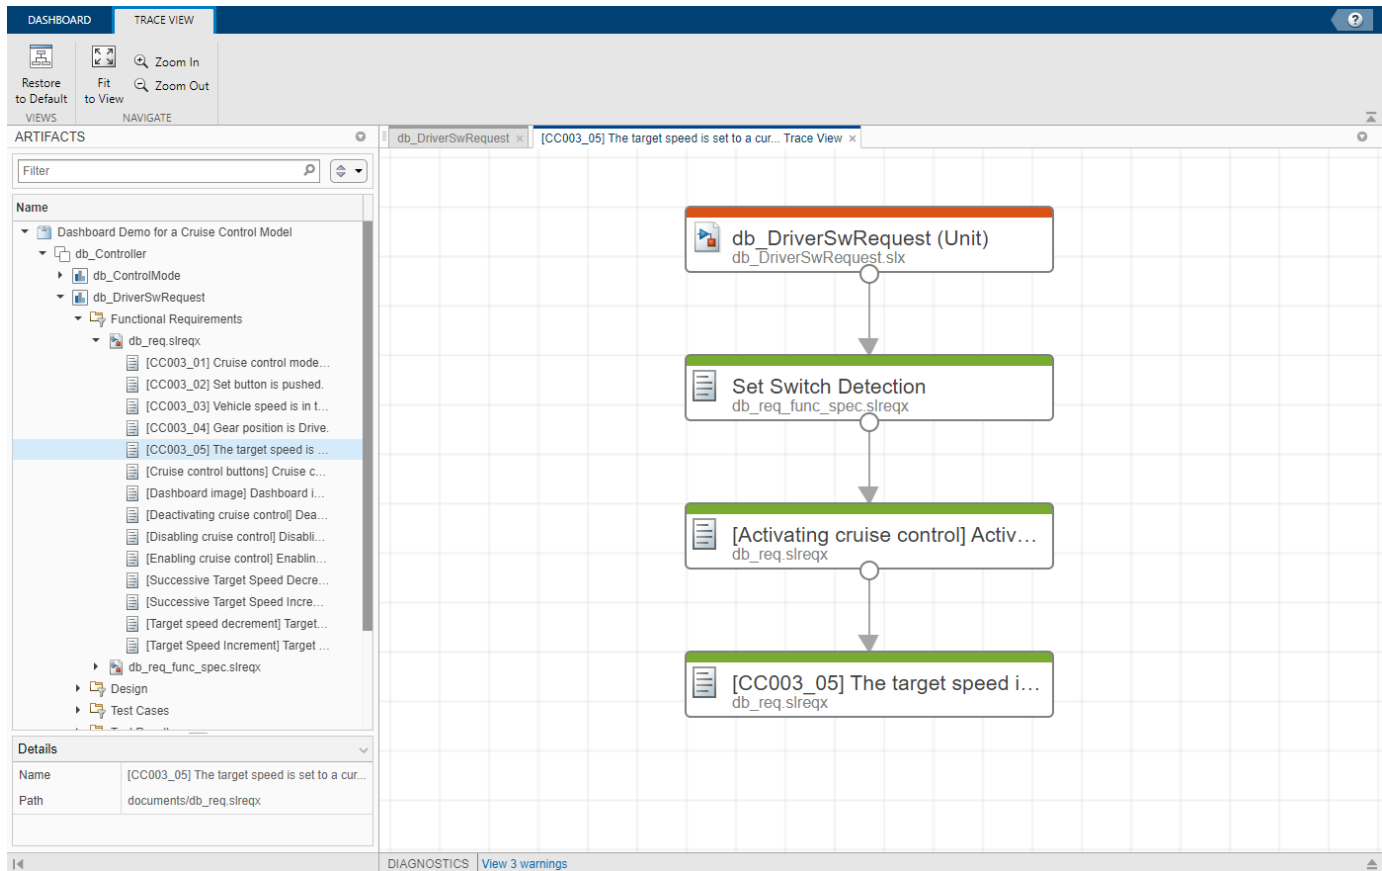 DASHBOARD
TRACE VIEW
?
Restore
to Default
Fit
to View
Zoom In
Zoom Out
VIEWS
NAVIGATE
ARTIFACTS
Filter
Name
Dashboard Demo for a Cruise Control Model
db_Controller
db_ControlMode
db_DriverSwRequest
Functional Requirements
db_req.slreqx
[CC003_01] Cruise control mode...
[CC003_02] Set button is pushed.
[CC003_03] Vehicle speed is in t...
[CC003_04] Gear position is Drive.
[CC003_05] The target speed is ...
[Cruise control buttons] Cruise c...
[Dashboard image] Dashboard i...
[Deactivating cruise control] Dea...
[Disabling cruise control] Disabli...
[Enabling cruise control] Enablin...
[Successive Target Speed Decre...
[Successive Target Speed Incre...
[Target speed decrement] Target...
[Target Speed Increment] Target ...
db_req_func_spec.slreqx
Design
Test Cases
Details
Name [CC003_05] The target speed is set to a cur...
Path documents/db_req.slreqx
db_DriverSwRequest ×
[CC003_05] The target speed is set to a cur... Trace View ×
db_DriverSwRequest (Unit)
db_DriverSwRequest.slx
Set Switch Detection
db_req_func_spec.slreqx
[Activating cruise control] Activ...
db_req.slreqx
[CC003_05] The target speed i...
db_req.slreqx
DIAGNOSTICS
View 3 warnings